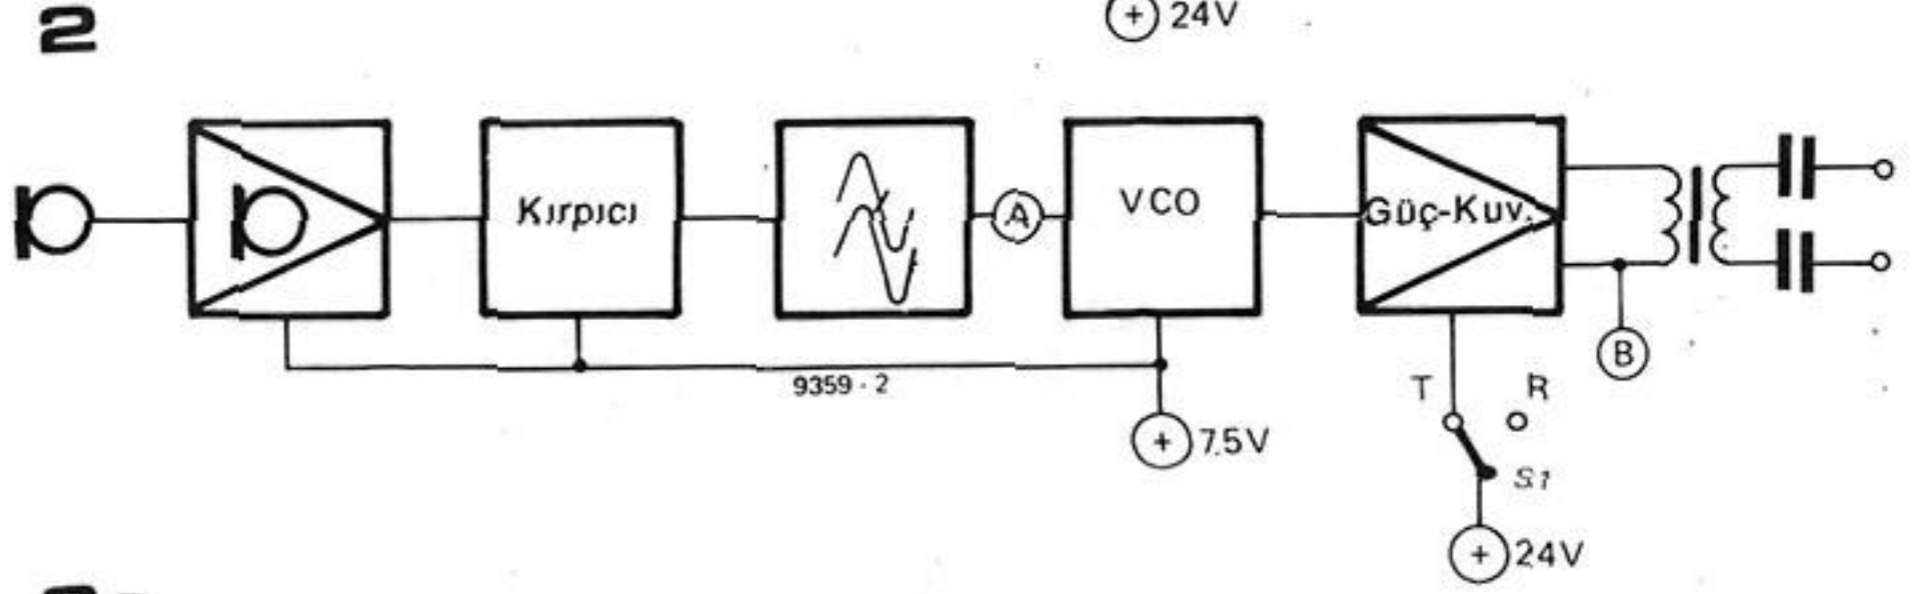 2
+ 24V
Kırpıcı
A
VCO
Güç-Kuv.
B
9359 - 2
T
R
+ 7.5V
S1
+ 24V